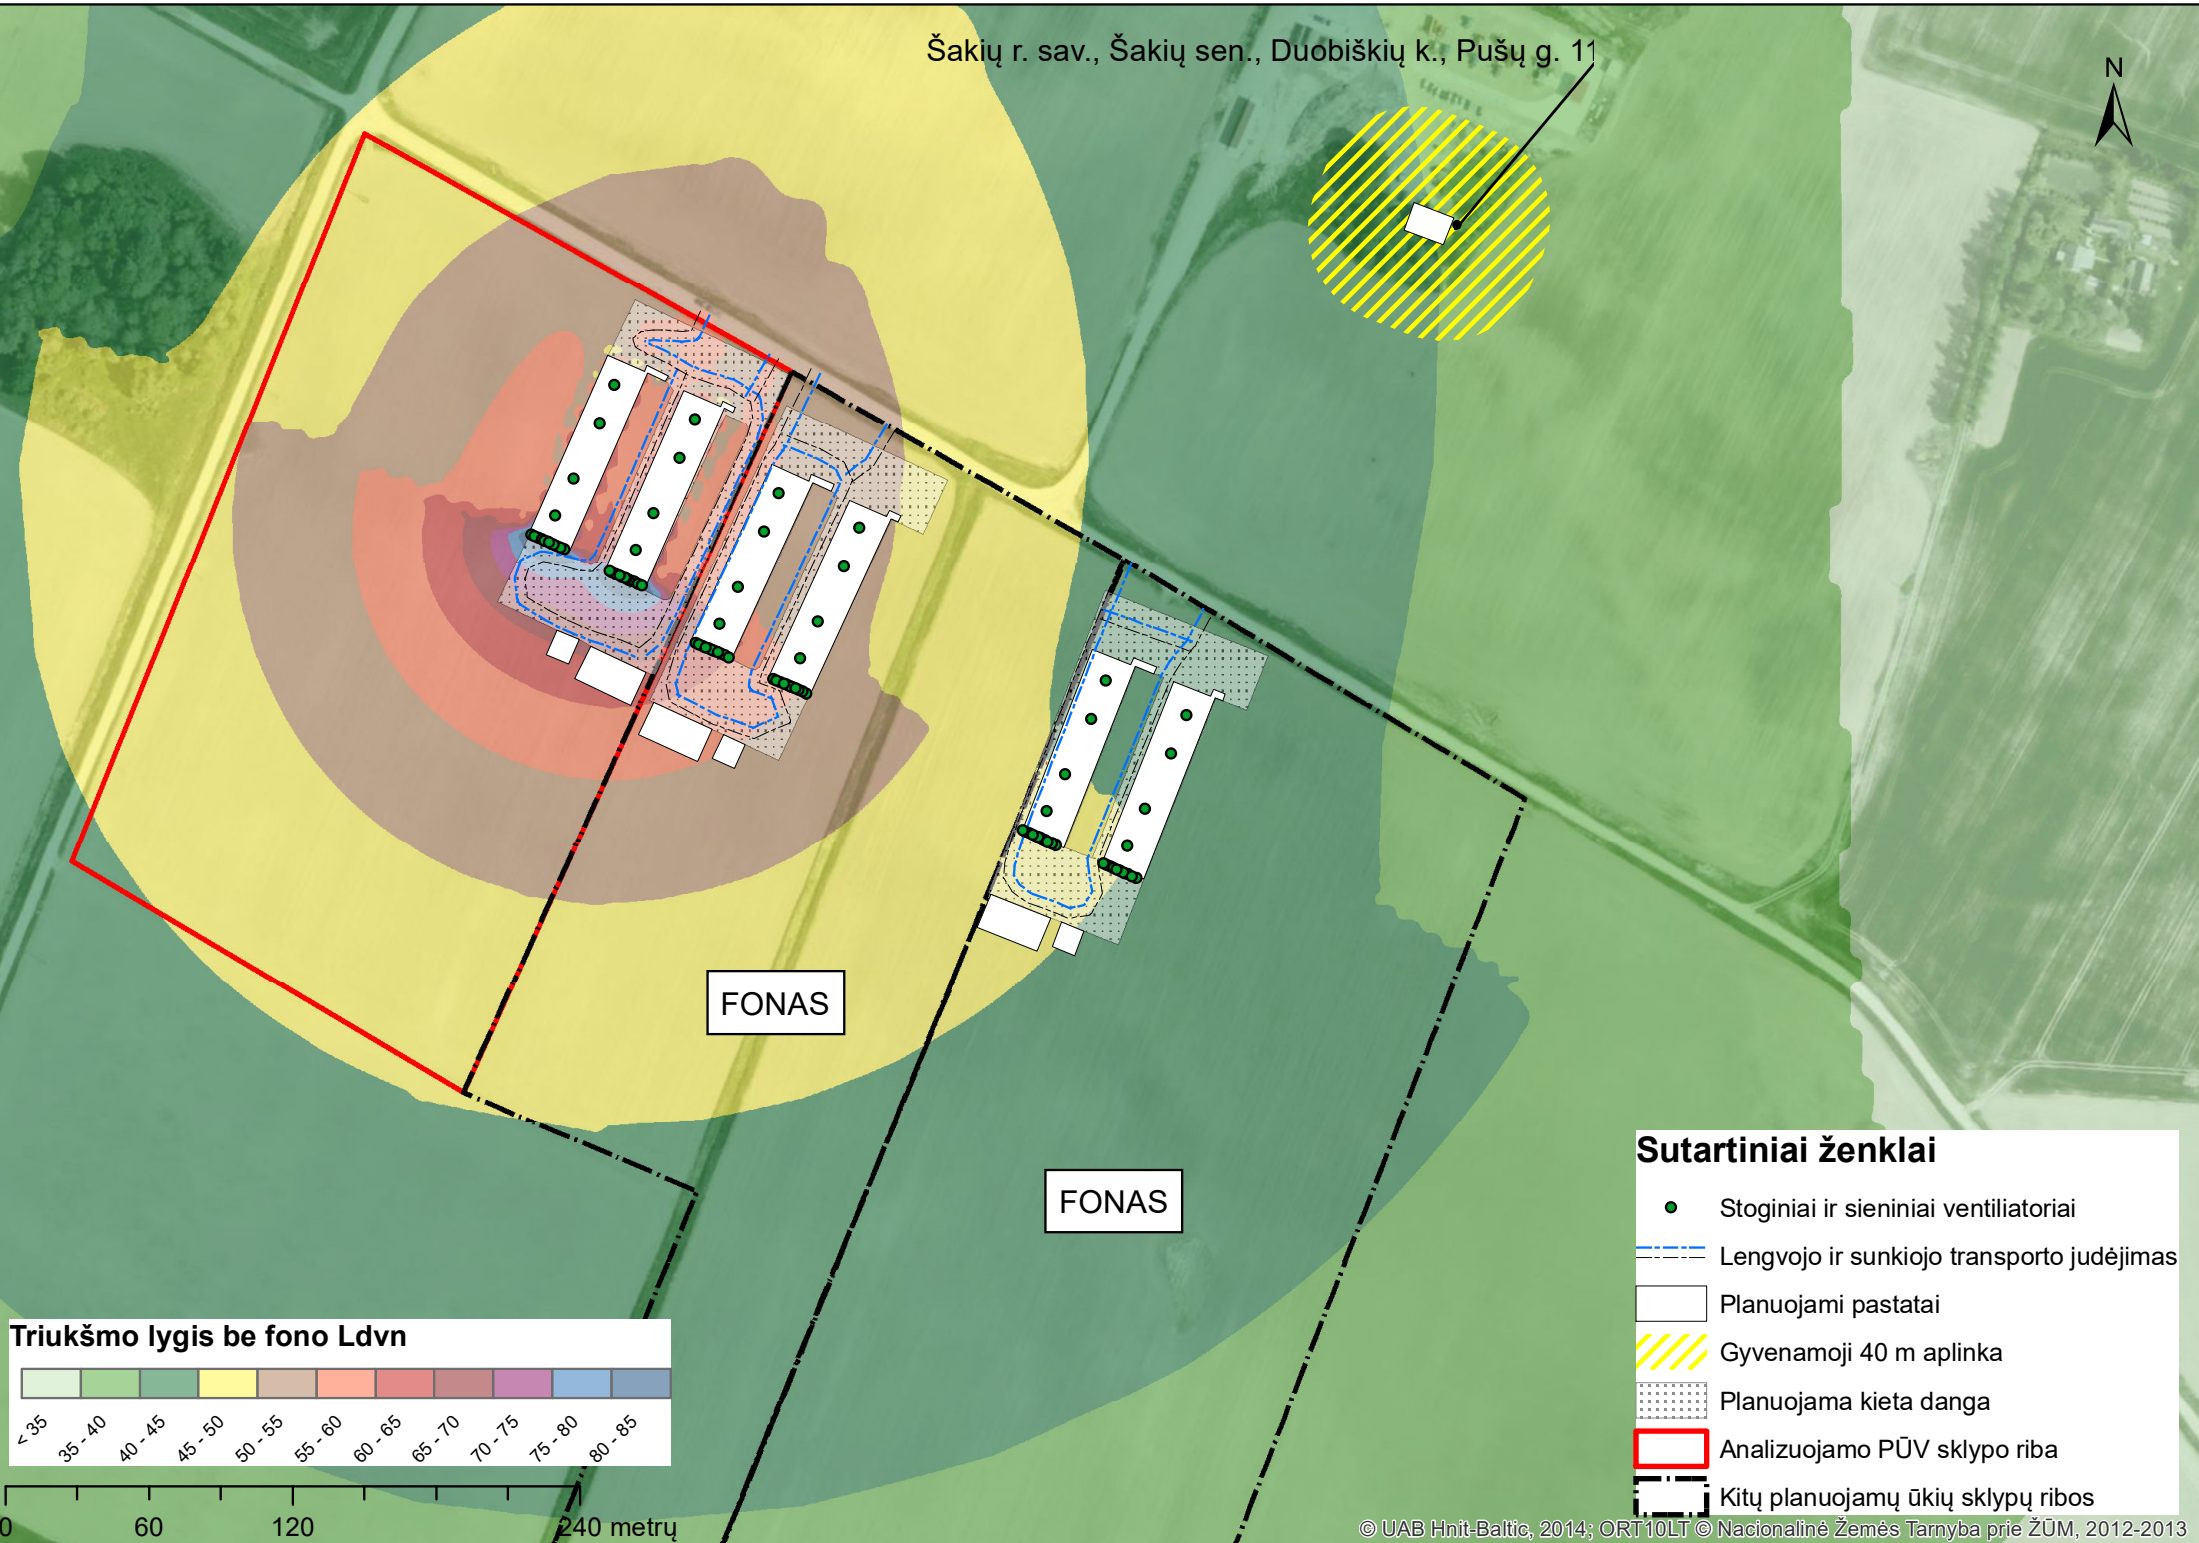 Šakių r. sav., Šakių sen., Duobiškių k., Pušų g. 11
N
FONAS
FONAS
Sutartiniai ženklai
Stoginiai ir sieniniai ventiliatoriai
Lengvojo ir sunkiojo transporto judėjimas
Planuojami pastatai
Gyvenamoji 40 m aplinka
Planuojama kieta danga
Analizuojamo PŪV sklypo riba
Kitų planuojamų ūkių sklypų ribos
Triukšmo lygis be fono Ldvn
< 35
35 - 40
40 - 45
45 - 50
50 - 55
55 - 60
60 - 65
65 - 70
70 - 75
75 - 80
80 - 85
0 60 120 240 metrų
© UAB Hnit-Baltic, 2014; ORT10LT © Nacionalinė Žemės Tarnyba prie ŽŪM, 2012-2013